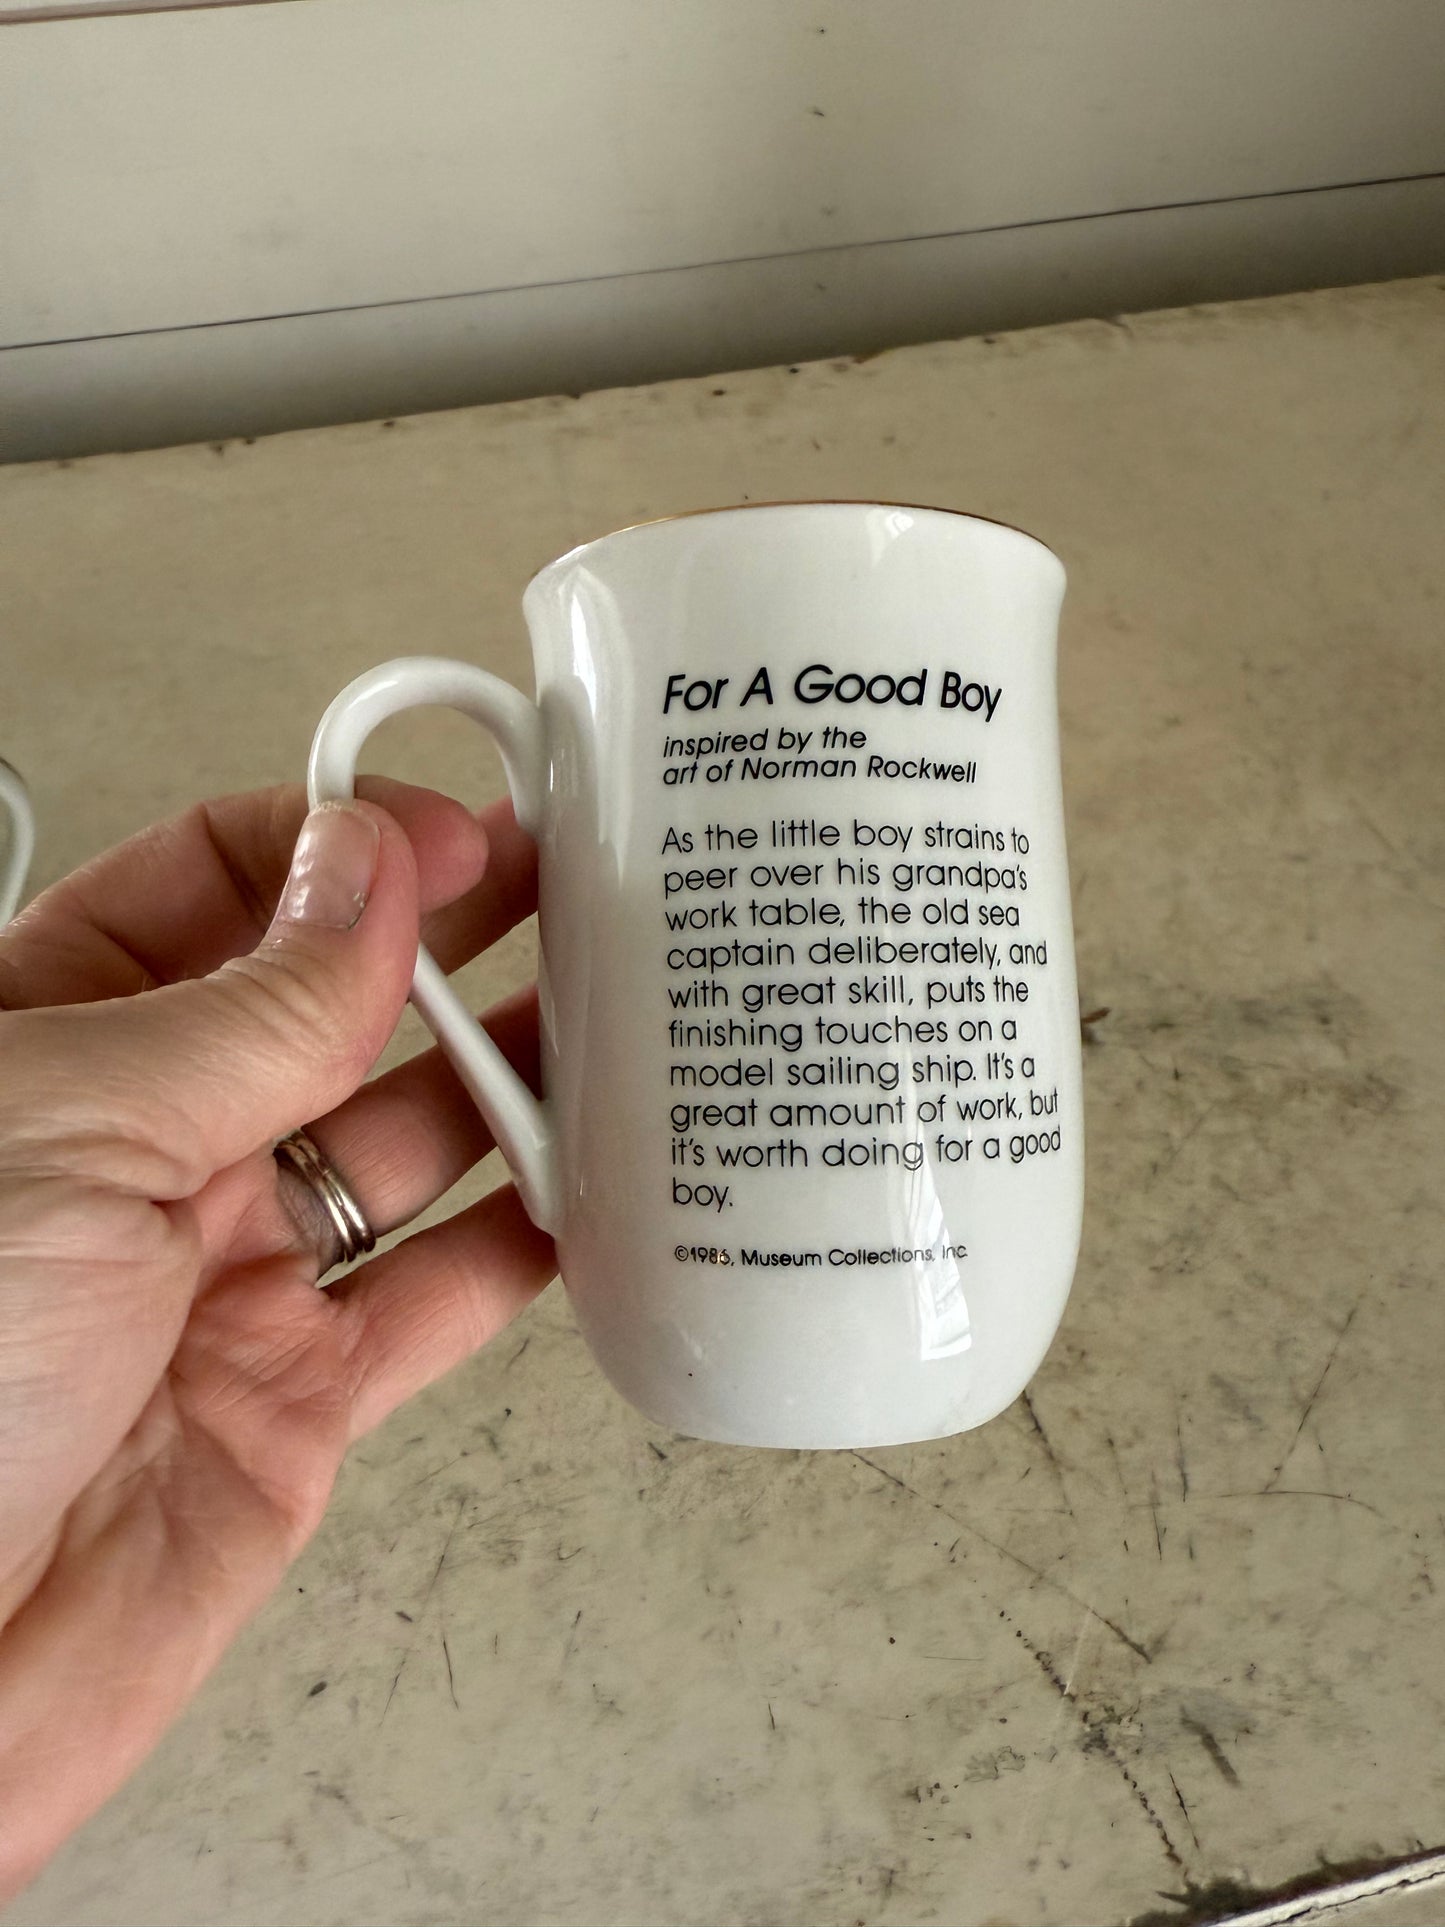 For A Good Boy
inspired by the
art of Norman Rockwell
As the little boy strains to
peer over his grandpa's
work table, the old sea
captain deliberately, and
with great skill, puts the
finishing touches on a
model sailing ship. It's a
great amount of work, but
it's worth doing for a good
boy.
©1986, Museum Collections, Inc.